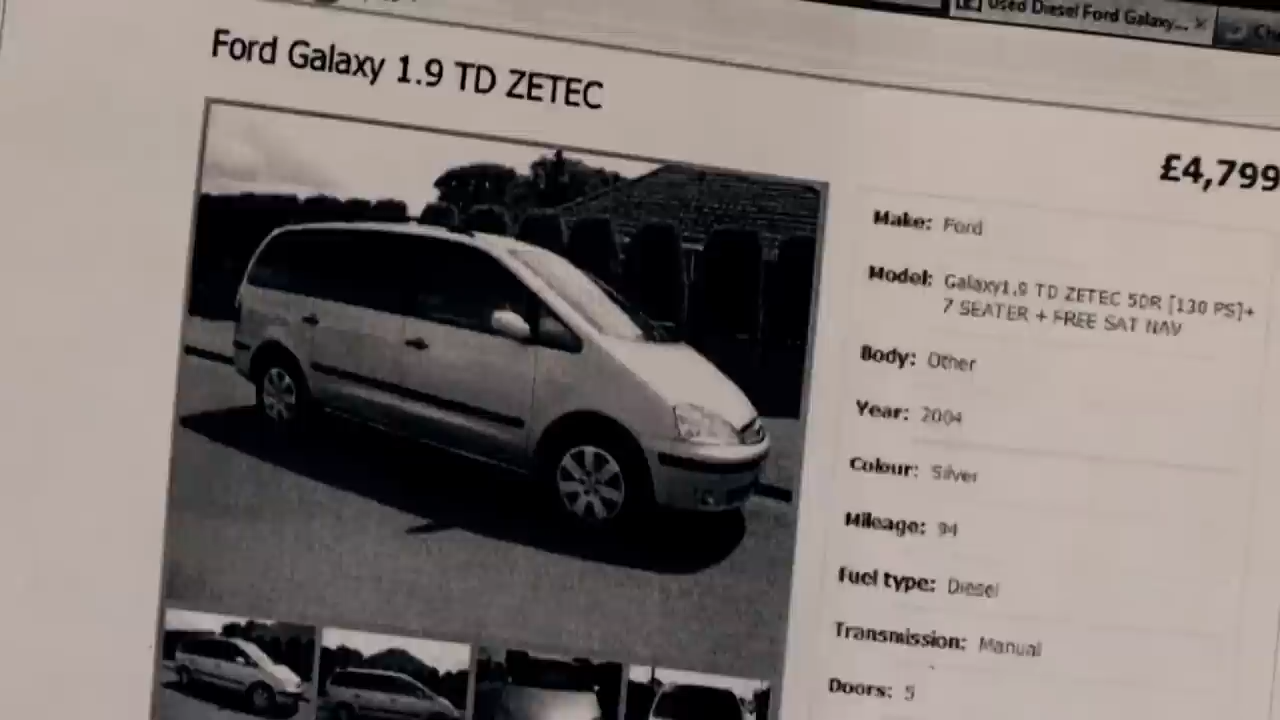 Used Diesel Ford Galaxy...
Ford Galaxy 1.9 TD ZETEC
£4,799
Make: Ford
Model: Galaxy1.9 TD ZETEC 5DR [130 PS]+
7 SEATER + FREE SAT NAV
Body: Other
Year: 2004
Colour: Silver
Mileage: 94
Fuel type: Diesel
Transmission: Manual
Doors: 5